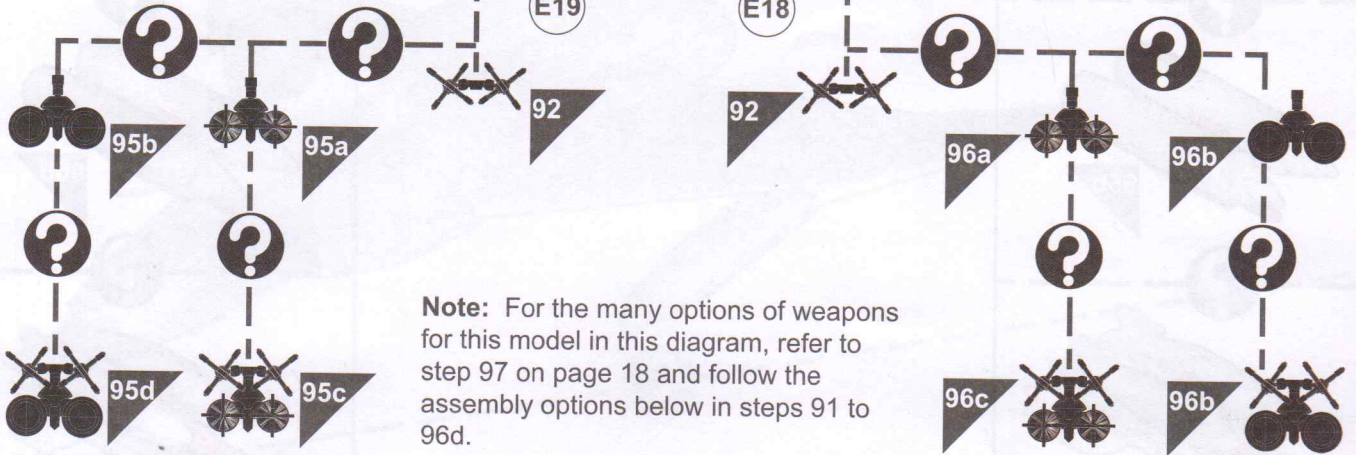 E19
E18
?
?
?
?
92
92
95b
95a
96a
96b
?
?
?
?
Note: For the many options of weapons
for this model in this diagram, refer to
step 97 on page 18 and follow the
assembly options below in steps 91 to
96d.
95d
95c
96c
96b